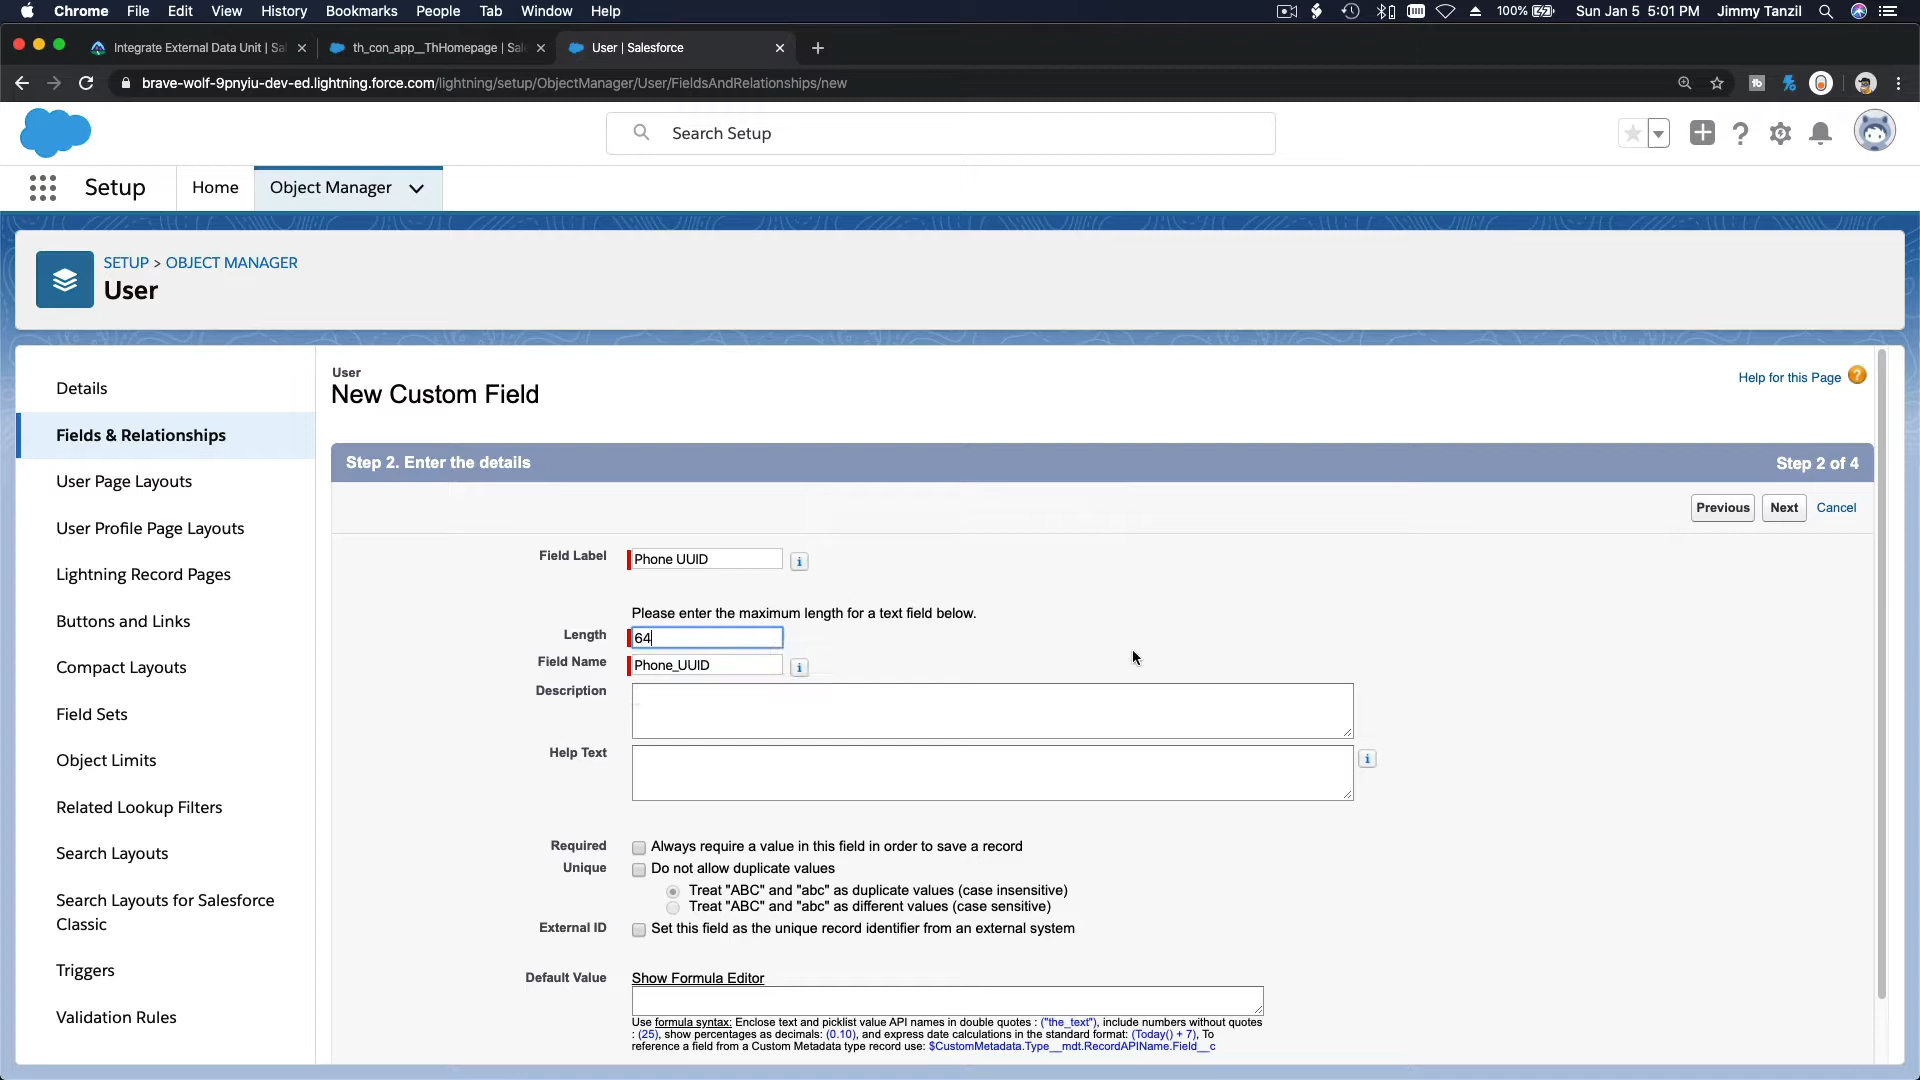 Chrome File Edit View History Bookmarks People Tab Window Help 100% Sun Jan 5 5:01 PM Jimmy Tanzil
Integrate External Data Unit | Sa th_con_app__ThHomepage | Sal User | Salesforce
brave-wolf-9pnyiu-dev-ed.lightning.force.com/lightning/setup/ObjectManager/User/FieldsAndRelationships/new
Search Setup
Setup Home Object Manager
SETUP > OBJECT MANAGER
User
Details
Fields & Relationships
User Page Layouts
User Profile Page Layouts
Lightning Record Pages
Buttons and Links
Compact Layouts
Field Sets
Object Limits
Related Lookup Filters
Search Layouts
Search Layouts for Salesforce
Classic
Triggers
Validation Rules
User
New Custom Field
Help for this Page ?
Step 2. Enter the details Step 2 of 4
Previous Next Cancel
Field Label Phone UUID i
Please enter the maximum length for a text field below.
Length 64
Field Name Phone_UUID i
Description
Help Text i
Required Always require a value in this field in order to save a record
Unique Do not allow duplicate values
Treat "ABC" and "abc" as duplicate values (case insensitive)
Treat "ABC" and "abc" as different values (case sensitive)
External ID Set this field as the unique record identifier from an external system
Default Value Show Formula Editor
Use formula syntax: Enclose text and picklist value API names in double quotes : ("the_text"), include numbers without quotes
: (25), show percentages as decimals: (0.10), and express date calculations in the standard format: (Today() + 7), To
reference a field from a Custom Metadata type record use: $CustomMetadata.Type__mdt.RecordAPIName.Field__c